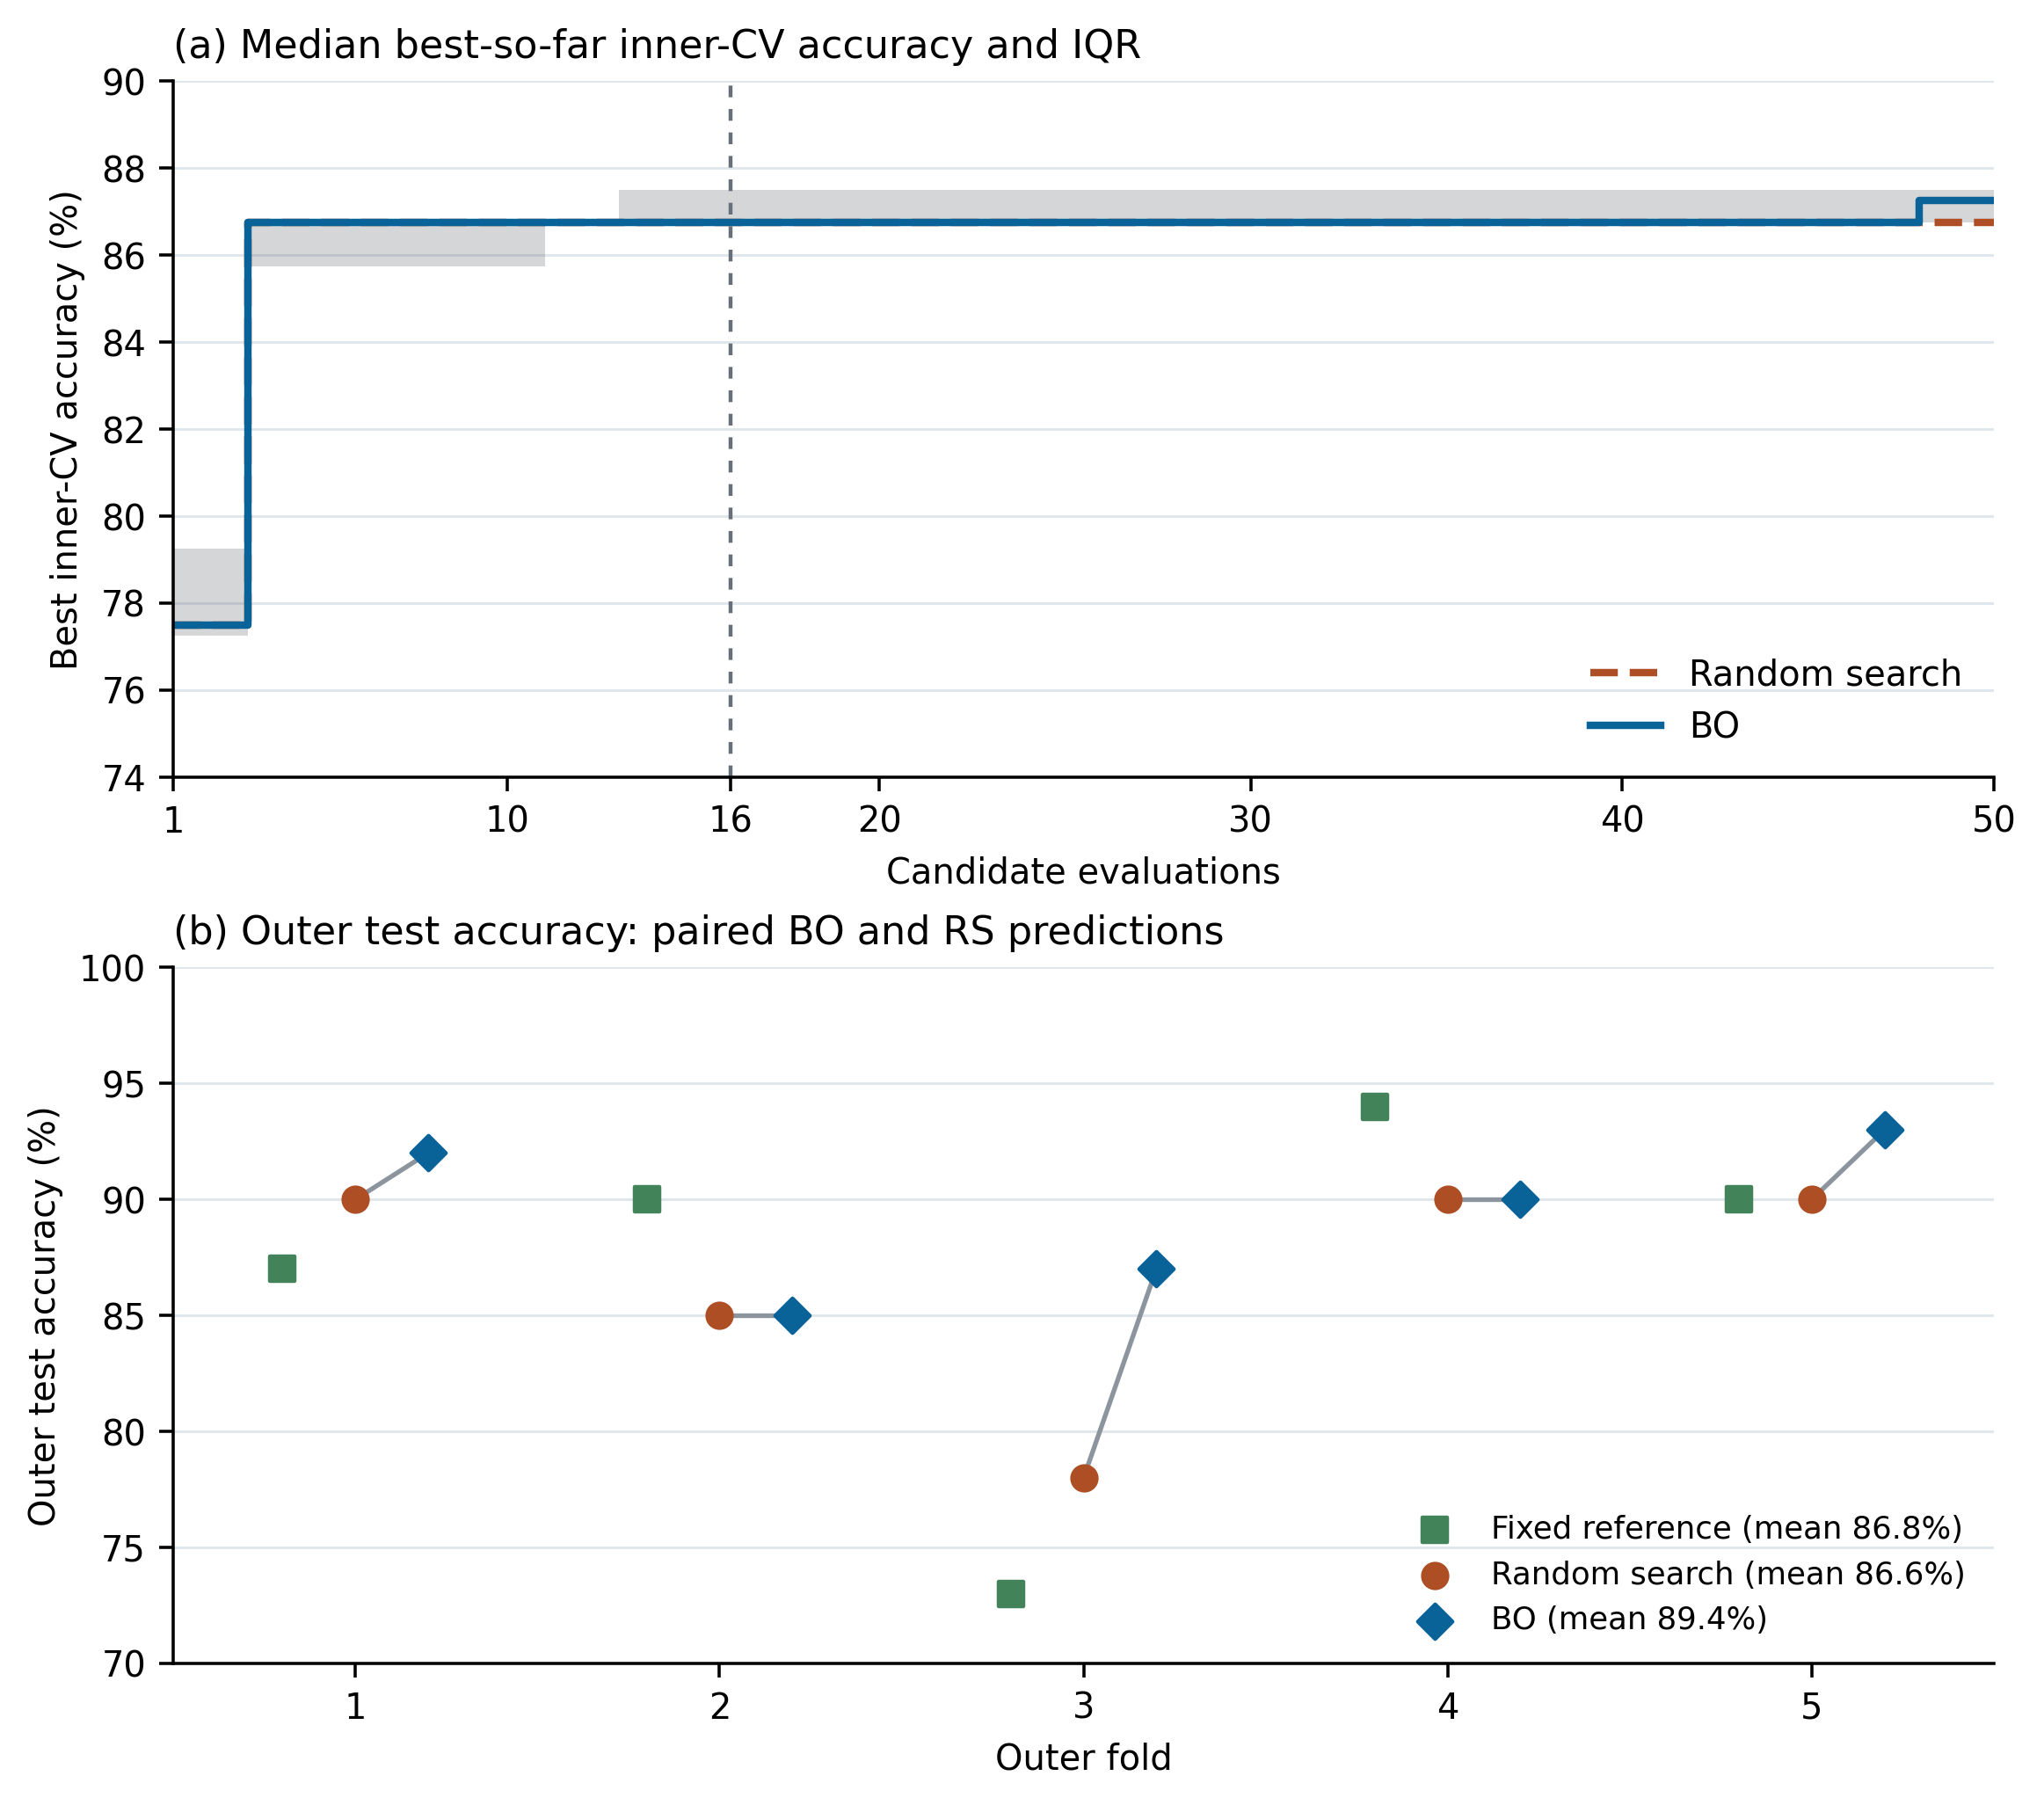 (a) Median best-so-far inner-CV accuracy and IQR
Best inner-CV accuracy (%)
90
88
86
84
82
80
78
76
74
Random search
BO
1
10
16
20
30
40
50
Candidate evaluations
(b) Outer test accuracy: paired BO and RS predictions
Outer test accuracy (%)
100
95
90
85
80
75
70
Fixed reference (mean 86.8%)
Random search (mean 86.6%)
BO (mean 89.4%)
1
2
3
4
5
Outer fold